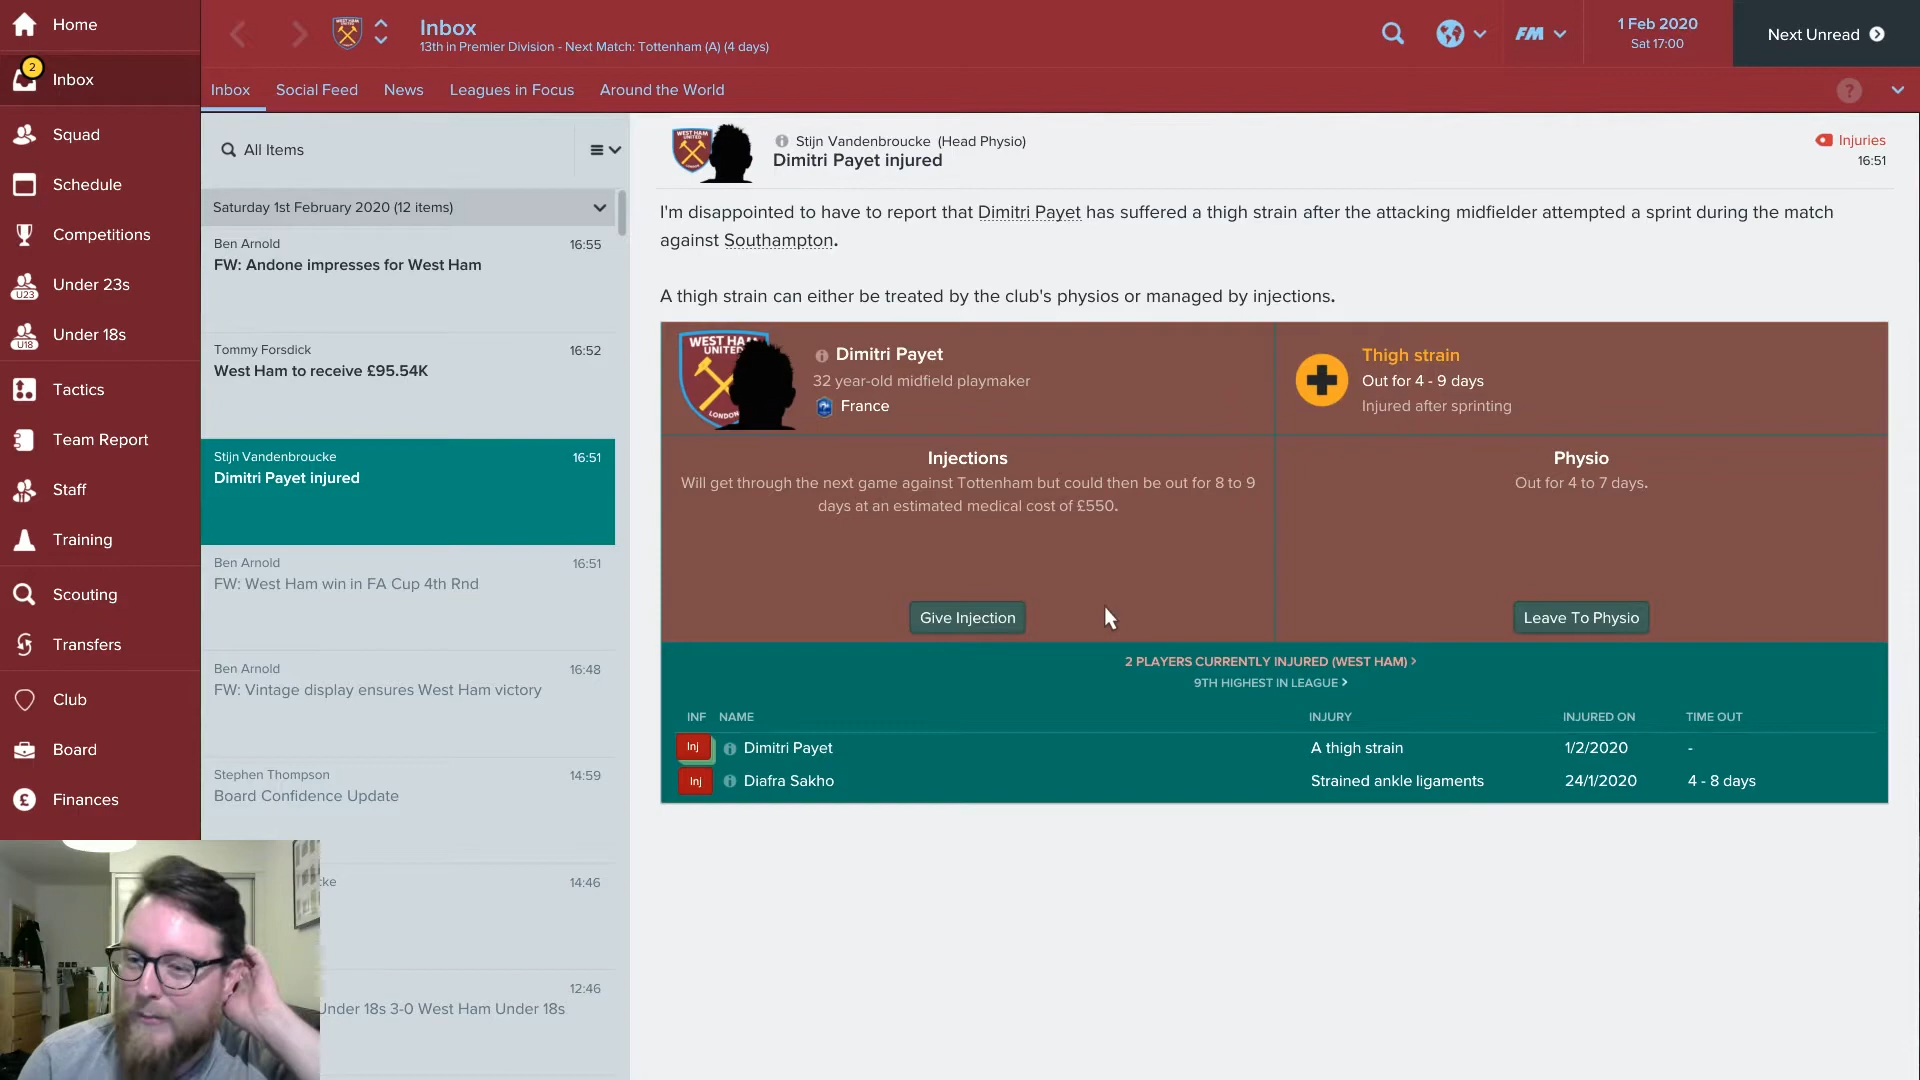 Home
2
Inbox
Squad
Schedule
Competitions
U23
Under 23s
U18
Under 18s
Tactics
Team Report
Staff
Training
Scouting
Transfers
Club
Board
Finances
WEST HAM
UNITED
Inbox
13th in Premier Division - Next Match: Tottenham (A) (4 days)
FM
1 Feb 2020
Sat 17:00
Next Unread
Inbox Social Feed News Leagues in Focus Around the World
?
All Items
Saturday 1st February 2020 (12 items)
Ben Arnold 16:55
FW: Andone impresses for West Ham
Tommy Forsdick 16:52
West Ham to receive £95.54K
Stijn Vandenbroucke 16:51
Dimitri Payet injured
Ben Arnold 16:51
FW: West Ham win in FA Cup 4th Rnd
Ben Arnold 16:48
FW: Vintage display ensures West Ham victory
Stephen Thompson 14:59
Board Confidence Update
cke 14:46
12:46
Under 18s 3-0 West Ham Under 18s
WEST HAM
UNITED
Stijn Vandenbroucke (Head Physio)
Dimitri Payet injured
Injuries
16:51
I'm disappointed to have to report that Dimitri Payet has suffered a thigh strain after the attacking midfielder attempted a sprint during the match
against Southampton.
A thigh strain can either be treated by the club's physios or managed by injections.
WEST HAM
UNITED
LONDON
Dimitri Payet
32 year-old midfield playmaker
France
Thigh strain
Out for 4 - 9 days
Injured after sprinting
Injections
Will get through the next game against Tottenham but could then be out for 8 to 9
days at an estimated medical cost of £550.
Give Injection
Physio
Out for 4 to 7 days.
Leave To Physio
2 PLAYERS CURRENTLY INJURED (WEST HAM) >
9TH HIGHEST IN LEAGUE >
INF NAME INJURY INJURED ON TIME OUT
Inj Dimitri Payet A thigh strain 1/2/2020 -
Inj Diafra Sakho Strained ankle ligaments 24/1/2020 4 - 8 days